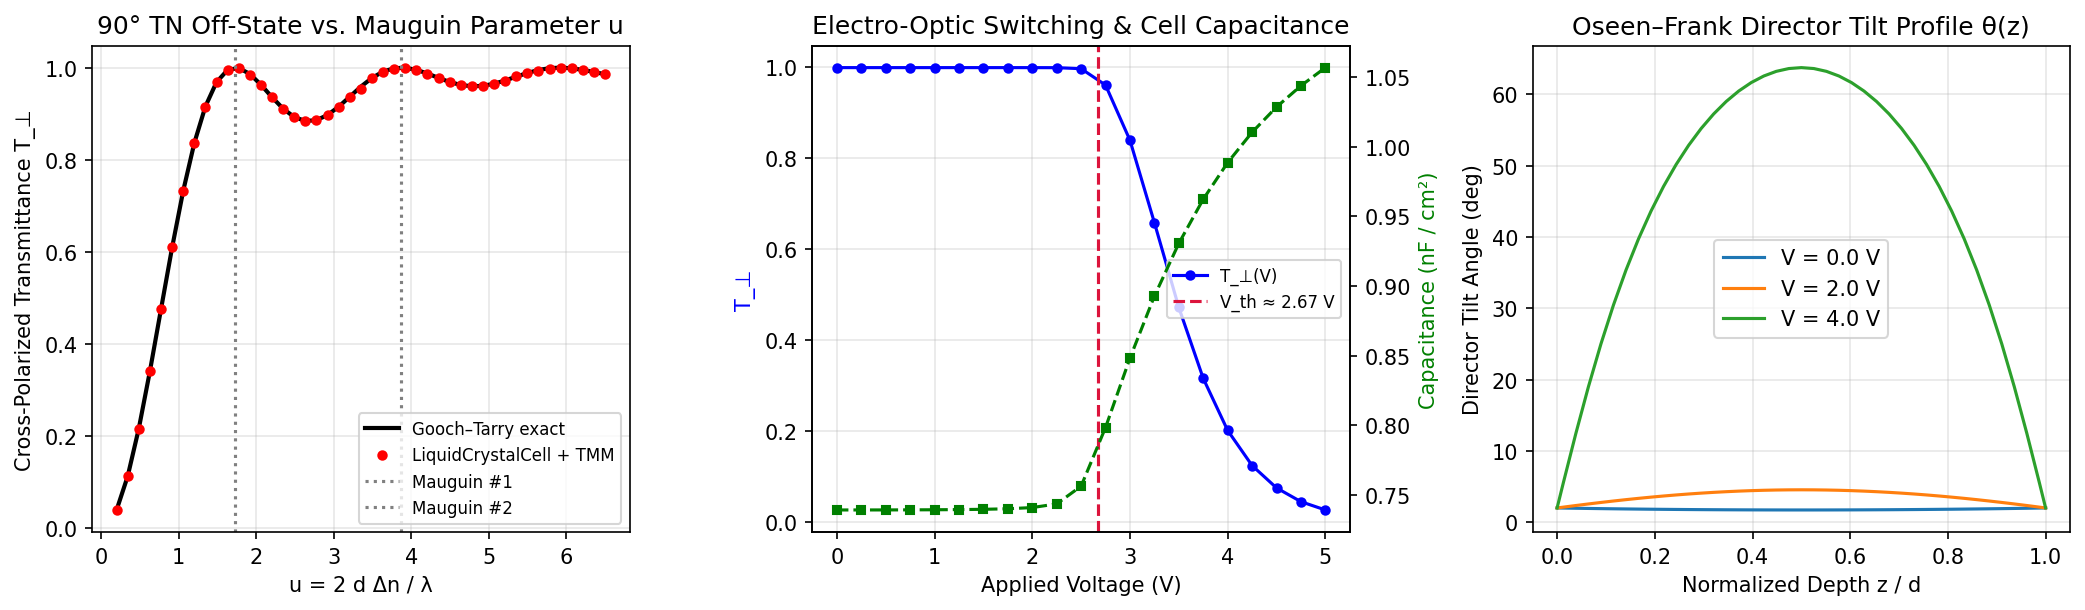 90° TN Off-State vs. Mauguin Parameter u
Cross-Polarized Transmittance T_⊥
1.0
0.8
0.6
0.4
0.2
0.0
0 1 2 3 4 5 6
u = 2 d Δn / λ
Gooch–Tarry exact
LiquidCrystalCell + TMM
Mauguin #1
Mauguin #2
Electro-Optic Switching & Cell Capacitance
T_⊥
1.0
0.8
0.6
0.4
0.2
0.0
0 1 2 3 4 5
Applied Voltage (V)
T_⊥(V)
V_th ≈ 2.67 V
1.05
1.00
0.95
0.90
0.85
0.80
0.75
Capacitance (nF / cm²)
Oseen–Frank Director Tilt Profile θ(z)
Director Tilt Angle (deg)
60
50
40
30
20
10
0
0.0 0.2 0.4 0.6 0.8 1.0
Normalized Depth z / d
V = 0.0 V
V = 2.0 V
V = 4.0 V